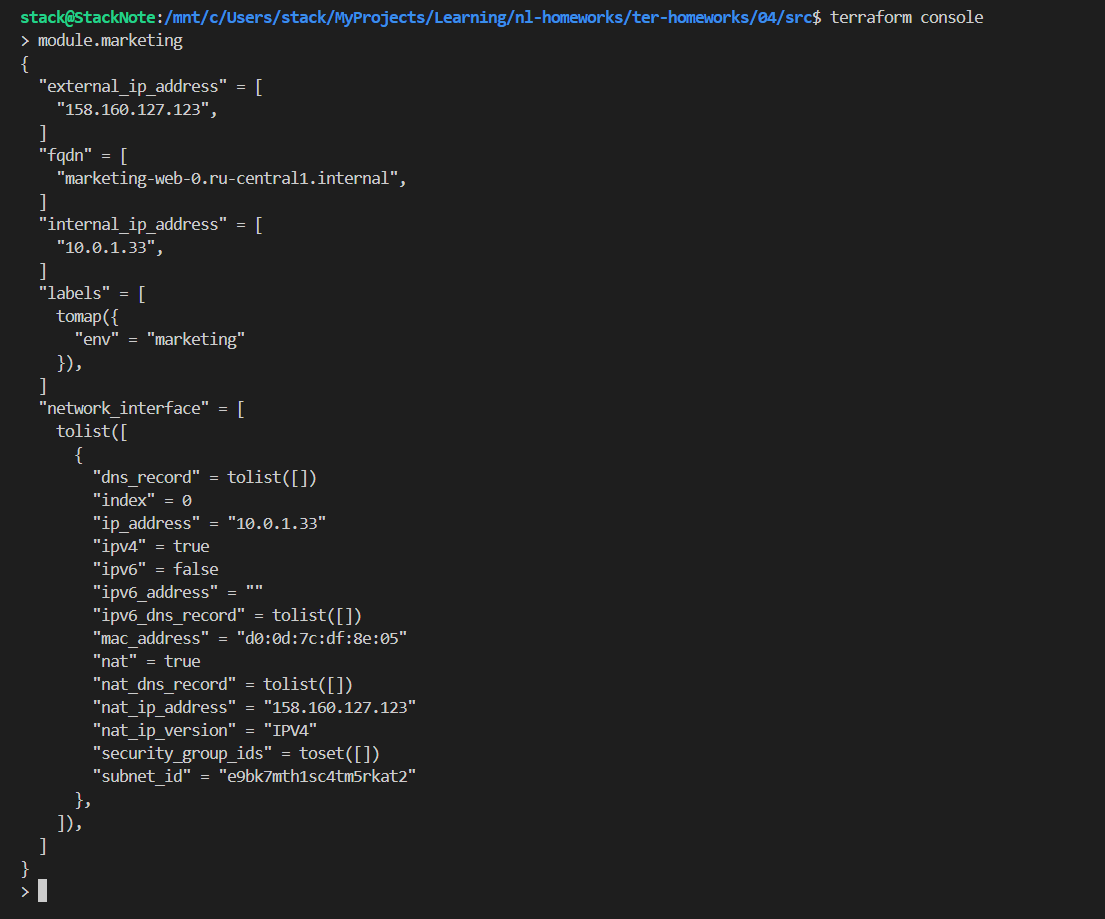 stack@StackNote:/mnt/c/Users/stack/MyProjects/Learning/nl-homeworks/ter-homeworks/04/src$ terraform console
> module.marketing
{
  "external_ip_address" = [
    "158.160.127.123",
  ]
  "fqdn" = [
    "marketing-web-0.ru-central1.internal",
  ]
  "internal_ip_address" = [
    "10.0.1.33",
  ]
  "labels" = [
    tomap({
      "env" = "marketing"
    }),
  ]
  "network_interface" = [
    tolist([
      {
        "dns_record" = tolist([])
        "index" = 0
        "ip_address" = "10.0.1.33"
        "ipv4" = true
        "ipv6" = false
        "ipv6_address" = ""
        "ipv6_dns_record" = tolist([])
        "mac_address" = "d0:0d:7c:df:8e:05"
        "nat" = true
        "nat_dns_record" = tolist([])
        "nat_ip_address" = "158.160.127.123"
        "nat_ip_version" = "IPV4"
        "security_group_ids" = toset([])
        "subnet_id" = "e9bk7mth1sc4tm5rkat2"
      },
    ]),
  ]
}
>